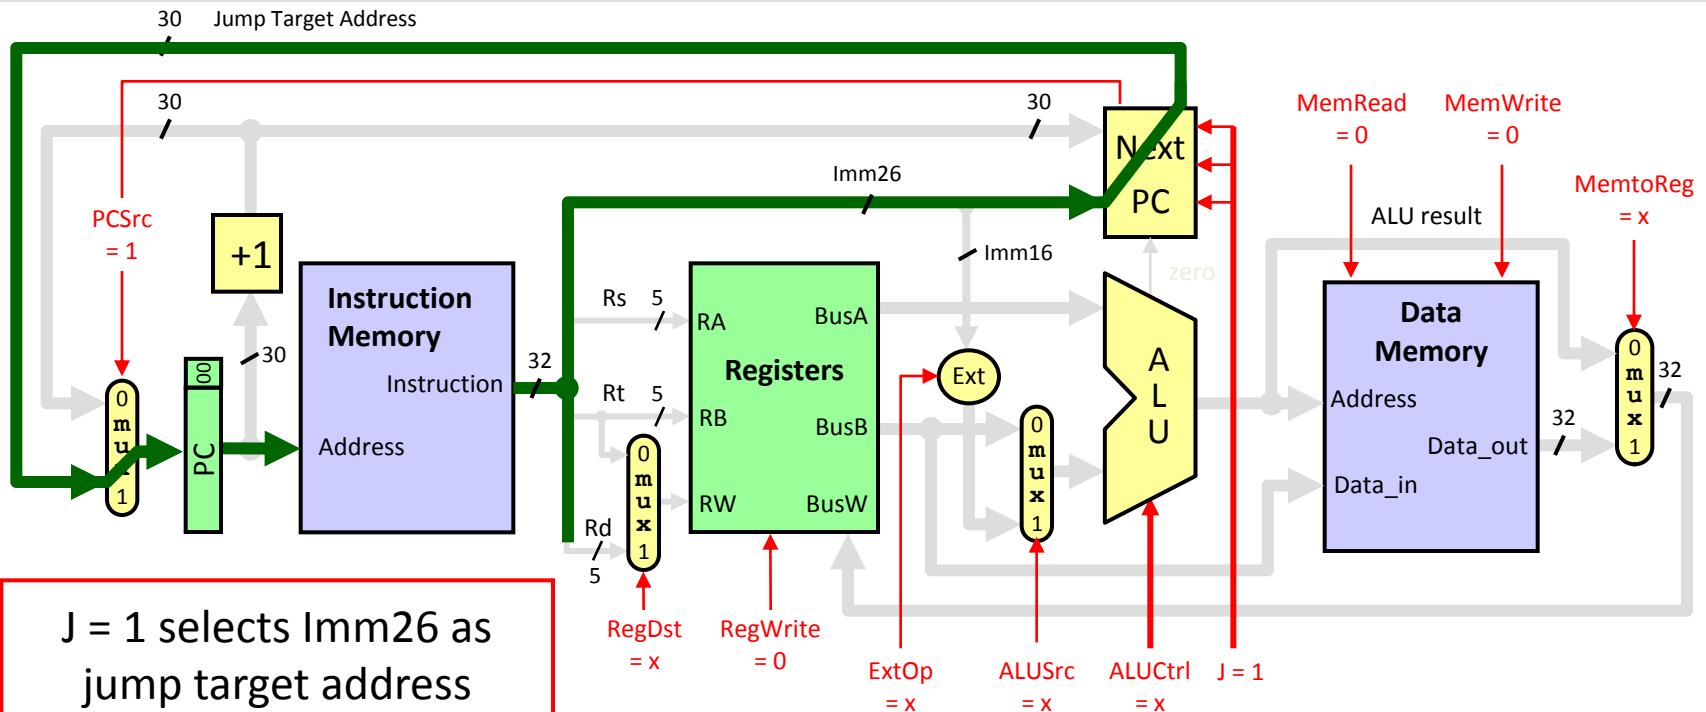 30 Jump Target Address
30
30
MemRead
= 0
MemWrite
= 0
Next
PC
Imm26
MemtoReg
= x
PCSrc
= 1
ALU result
+1
Imm16
zero
Instruction
Memory
Rs 5
RA
BusA
Data
Memory
30
32
Instruction
Registers
Ext
A
L
U
0
m
u
x
1
32
00
PC
0
m
u
x
1
Rt 5
RB
BusB
Address
Address
32
Data_out
0
m
u
x
1
0
m
u
x
1
RW
BusW
Data_in
Rd
5
J = 1 selects Imm26 as
jump target address
RegDst
= x
RegWrite
= 0
ExtOp
= x
ALUSrc
= x
ALUCtrl
= x
J = 1